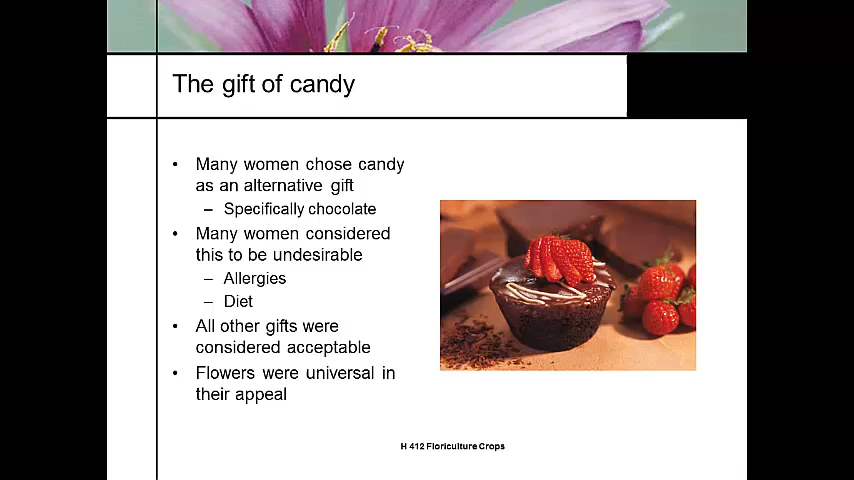 The gift of candy
• Many women chose candy
as an alternative gift
– Specifically chocolate
• Many women considered
this to be undesirable
– Allergies
– Diet
• All other gifts were
considered acceptable
• Flowers were universal in
their appeal
H 412 Floriculture Crops